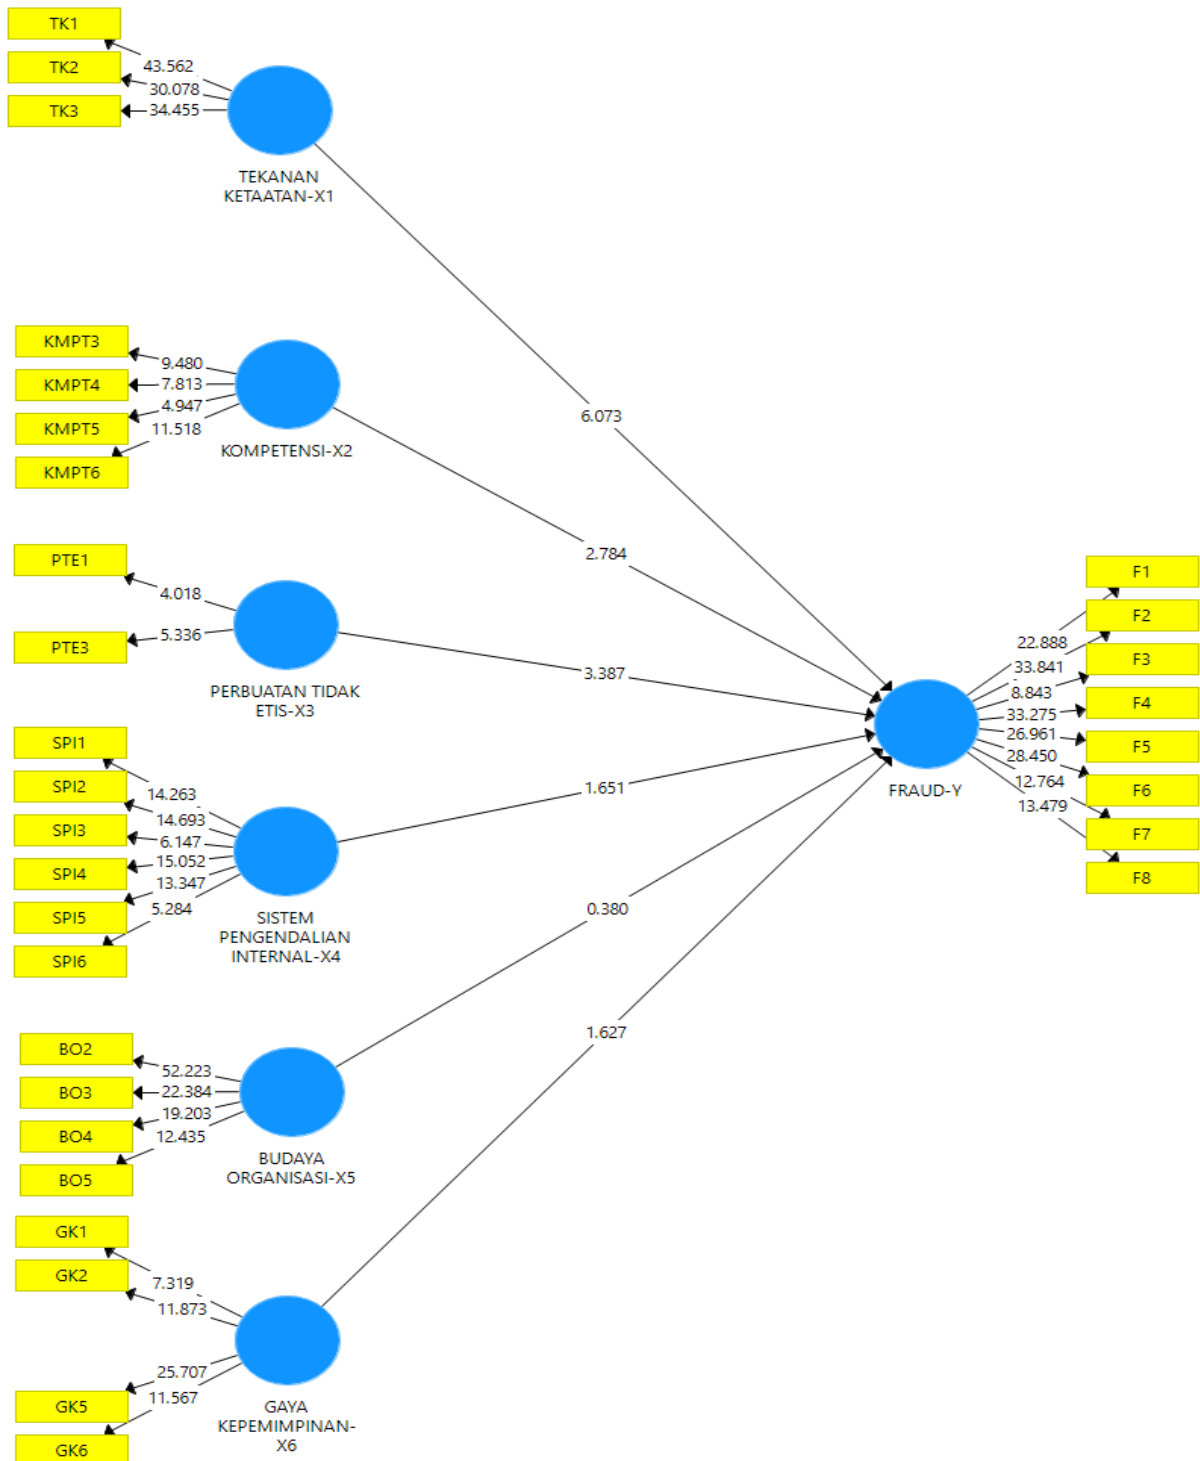 TK1
TK2
TK3
43.562
30.078
34.455
TEKANAN
KETAATAN-X1
6.073
KMPT3
KMPT4
KMPT5
KMPT6
9.480
7.813
4.947
11.518
KOMPETENSI-X2
2.784
PTE1
PTE3
4.018
5.336
PERBUATAN TIDAK
ETIS-X3
3.387
SPI1
SPI2
SPI3
SPI4
SPI5
SPI6
14.263
14.693
6.147
15.052
13.347
5.284
SISTEM
PENGENDALIAN
INTERNAL-X4
1.651
BO2
BO3
BO4
BO5
52.223
22.384
19.203
12.435
BUDAYA
ORGANISASI-X5
0.380
GK1
GK2
GK5
GK6
7.319
11.873
25.707
11.567
GAYA
KEPEMIMPINAN-
X6
1.627
FRAUD-Y
22.888
33.841
8.843
33.275
26.961
28.450
12.764
13.479
F1
F2
F3
F4
F5
F6
F7
F8